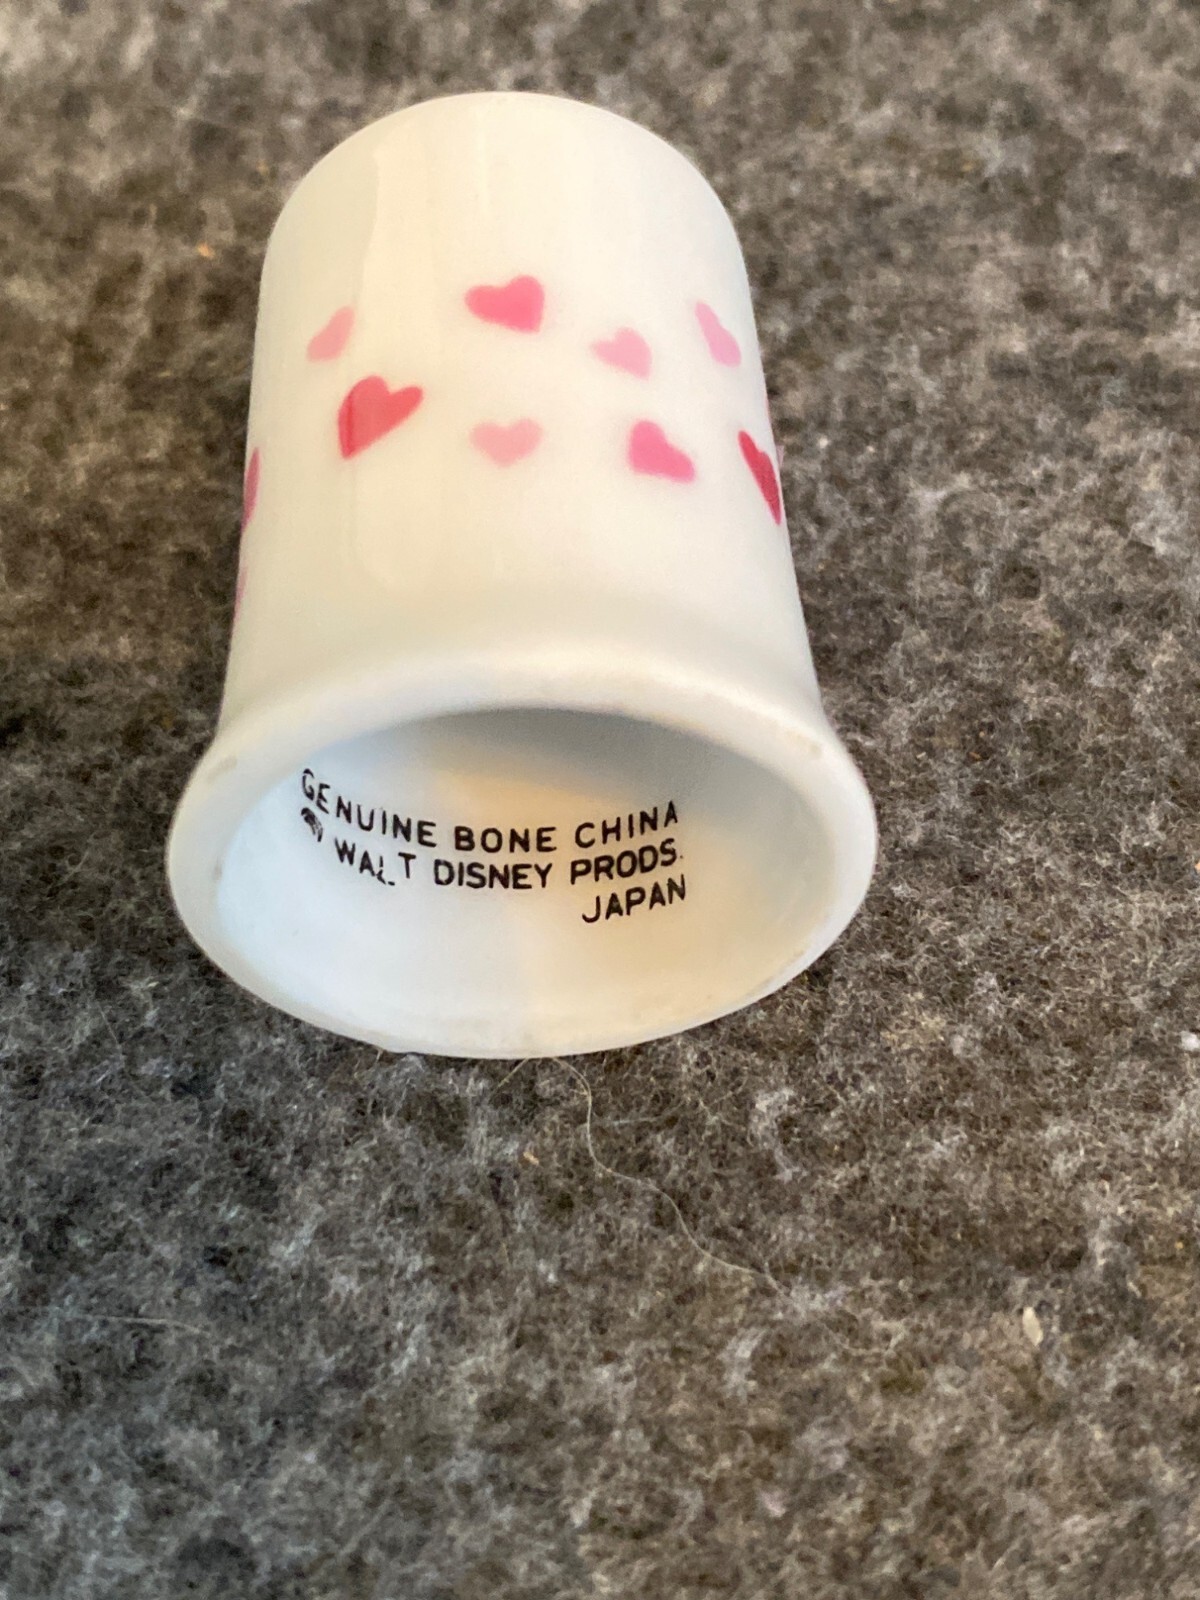 GENUINE BONE CHINA
© WALT DISNEY PRODS.
JAPAN